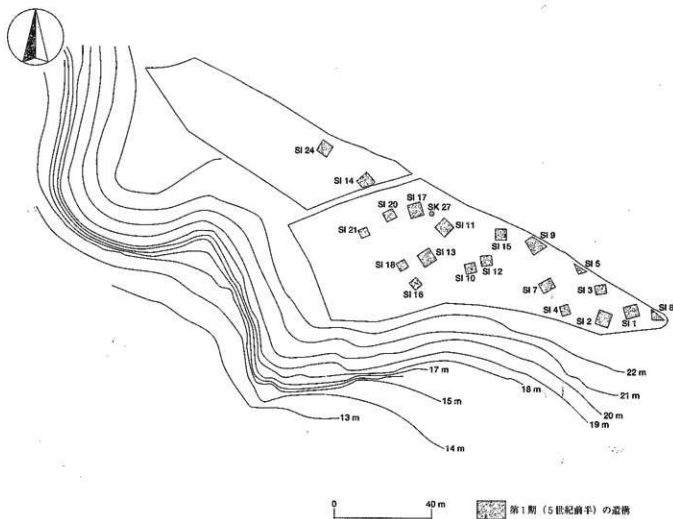 SI 24
SI 14
SI 17
SI 20
SK 27
SI 11
SI 21
SI 9
SI 15
SI 13
SI 18
SI 12
SI 10
SI 5
SI 16
SI 7
SI 3
SI 4
SI 2
SI 1
SI 8
17 m
22 m
18 m
21 m
15 m
20 m
13 m
19 m
14 m
0
40 m
第1期(5世紀前半)の遺構